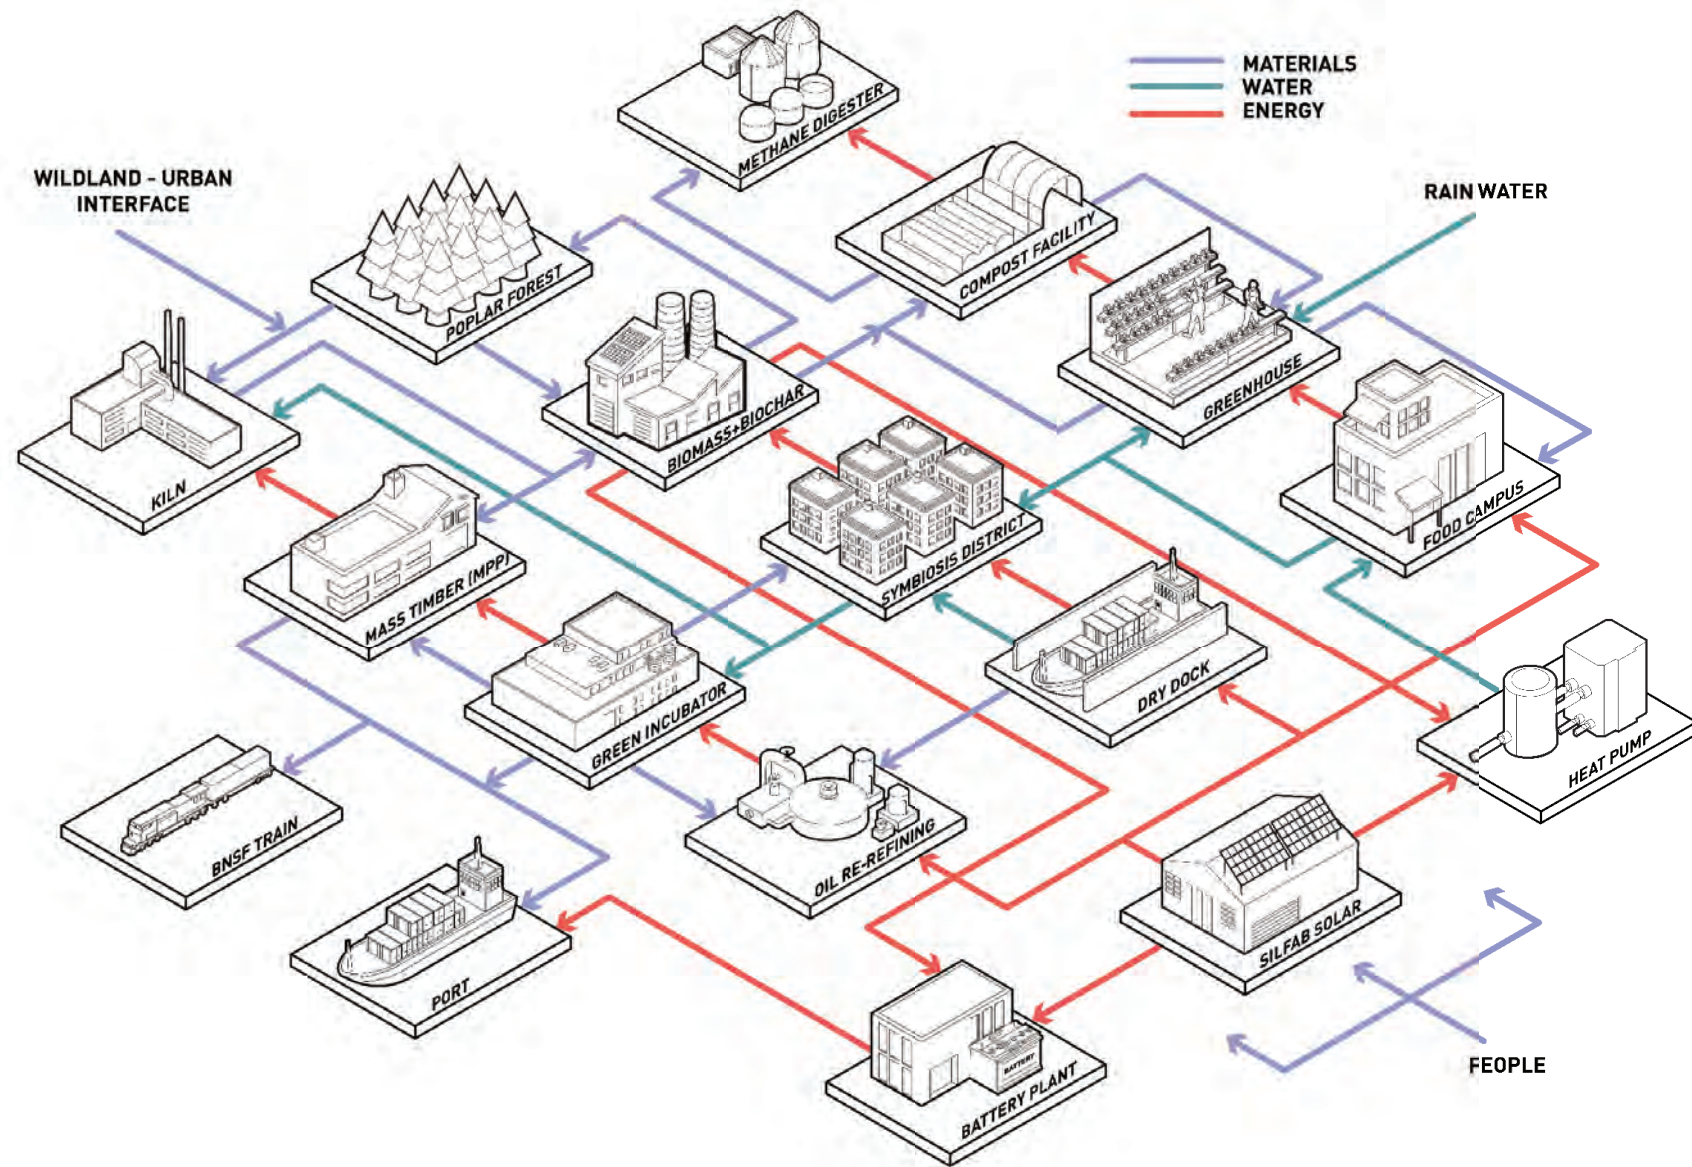 MATERIALS
WATER
ENERGY
METHANE DIGESTER
WILDLAND - URBAN
INTERFACE
RAIN WATER
COMPOST FACILITY
POPLAR FOREST
GREENHOUSE
BIOMASS+BIOCHAR
KILN
FOOD CAMPUS
SYMBIOSIS DISTRICT
MASS TIMBER (MPP)
DRY DOCK
GREEN INCUBATOR
HEAT PUMP
BNSF TRAIN
OIL RE-REFINING
SILFAB SOLAR
PORT
BATTERY
BATTERY PLANT
FEOPLE